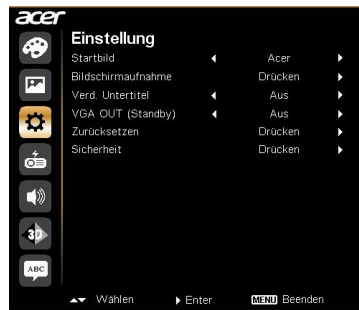 acer
Einstellung
Startbild Acer
Bildschirmaufnahme Drücken
Verd. Untertitel Aus
VGA OUT (Standby) Aus
Zurücksetzen Drücken
Sicherheit Drücken
3D
ABC
Wählen Enter MENU Beenden